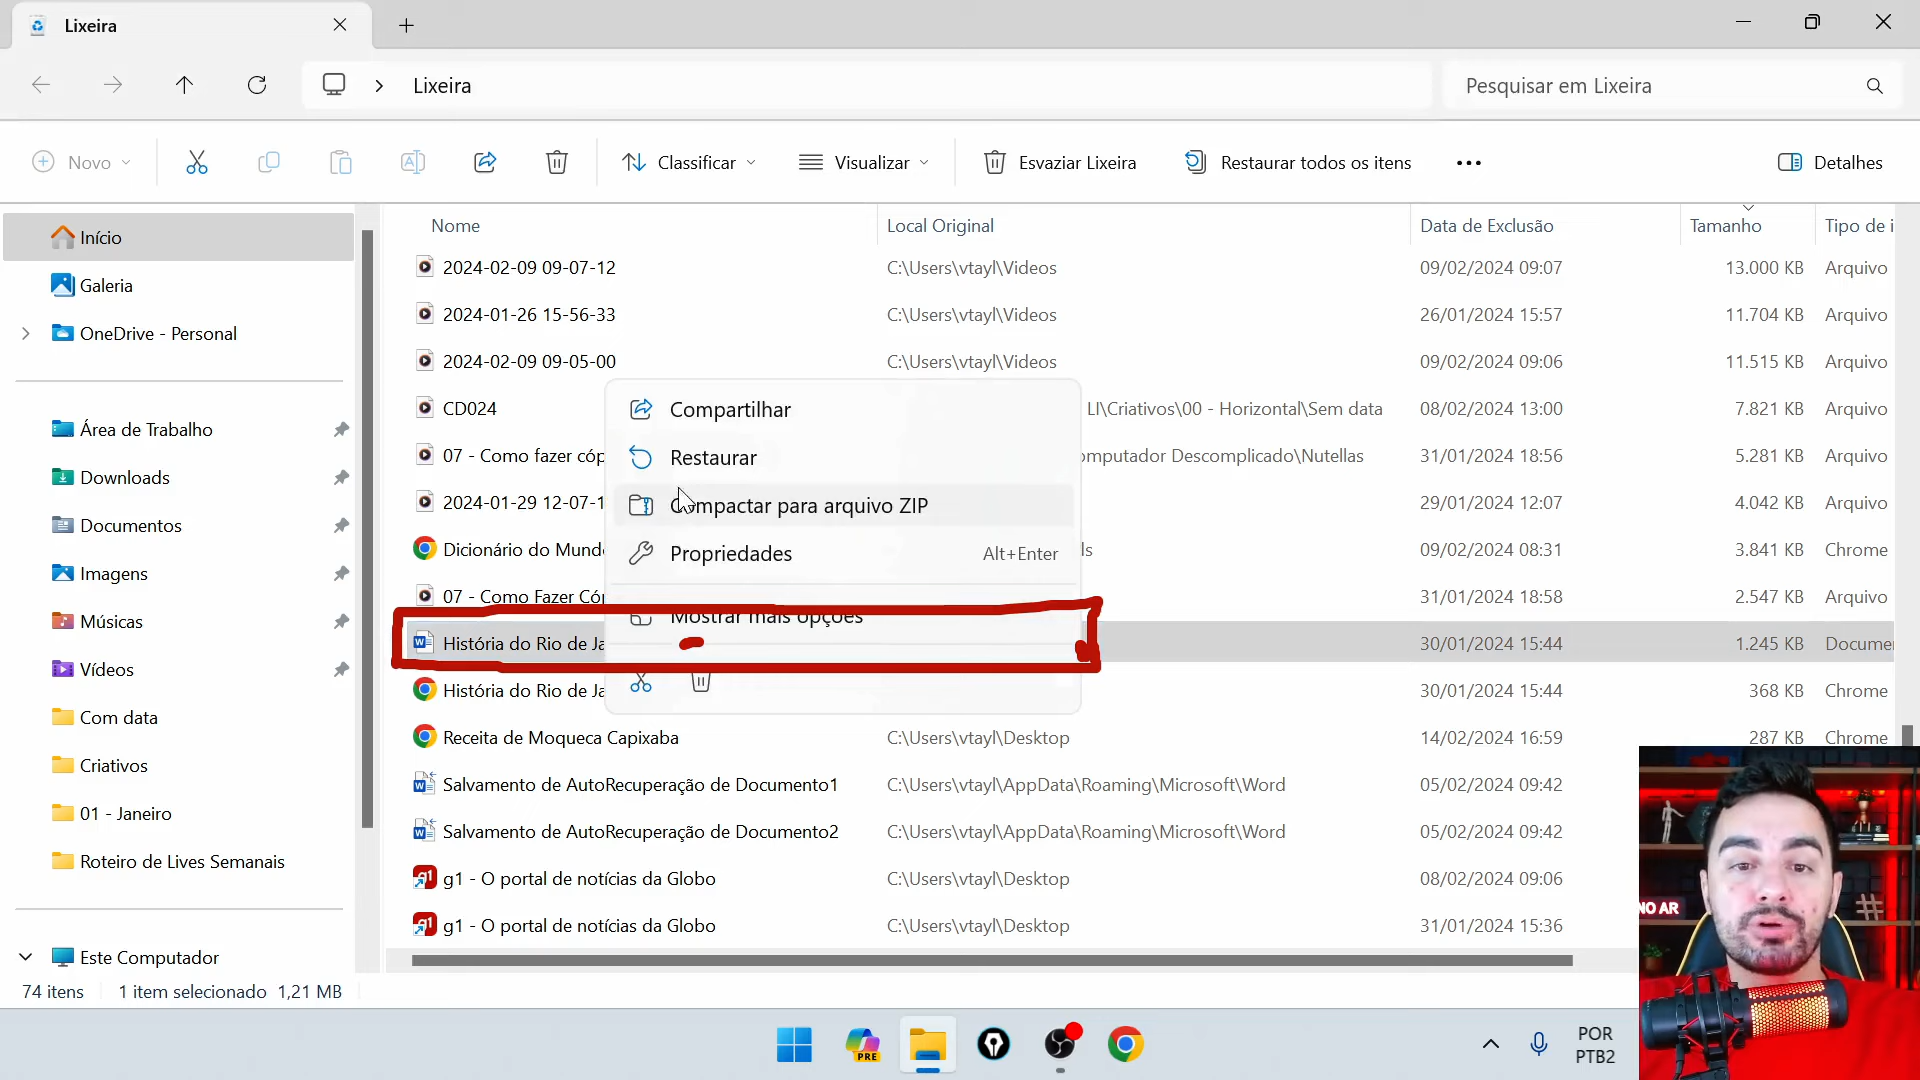 Lixeira
Lixeira
Pesquisar em Lixeira
Novo
Classificar
Visualizar
Esvaziar Lixeira
Restaurar todos os itens
Detalhes
Início
Galeria
OneDrive - Personal
Área de Trabalho
Downloads
Documentos
Imagens
Músicas
Vídeos
Com data
Criativos
01 - Janeiro
Roteiro de Lives Semanais
Este Computador
Nome Local Original Data de Exclusão Tamanho Tipo de i
2024-02-09 09-07-12 C:\Users\vtayl\Videos 09/02/2024 09:07 13.000 KB Arquivo
2024-01-26 15-56-33 C:\Users\vtayl\Videos 26/01/2024 15:57 11.704 KB Arquivo
2024-02-09 09-05-00 C:\Users\vtayl\Videos 09/02/2024 09:06 11.515 KB Arquivo
CD024 LI\Criativos\00 - Horizontal\Sem data 08/02/2024 13:00 7.821 KB Arquivo
07 - Como fazer cóp omputador Descomplicado\Nutellas 31/01/2024 18:56 5.281 KB Arquivo
2024-01-29 12-07-1 29/01/2024 12:07 4.042 KB Arquivo
Dicionário do Mund ls 09/02/2024 08:31 3.841 KB Chrome
07 - Como Fazer Cóp 31/01/2024 18:58 2.547 KB Arquivo
História do Rio de Ja 30/01/2024 15:44 1.245 KB Docume
História do Rio de Ja 30/01/2024 15:44 368 KB Chrome
Receita de Moqueca Capixaba C:\Users\vtayl\Desktop 14/02/2024 16:59 287 KB Chrome
Salvamento de AutoRecuperação de Documento1 C:\Users\vtayl\AppData\Roaming\Microsoft\Word 05/02/2024 09:42
Salvamento de AutoRecuperação de Documento2 C:\Users\vtayl\AppData\Roaming\Microsoft\Word 05/02/2024 09:42
g1 - O portal de notícias da Globo C:\Users\vtayl\Desktop 08/02/2024 09:06
g1 - O portal de notícias da Globo C:\Users\vtayl\Desktop 31/01/2024 15:36
Compartilhar
Restaurar
Compactar para arquivo ZIP
Propriedades Alt+Enter
Mostrar mais opções
74 itens 1 item selecionado 1,21 MB
NO AR
PRE
POR
PTB2